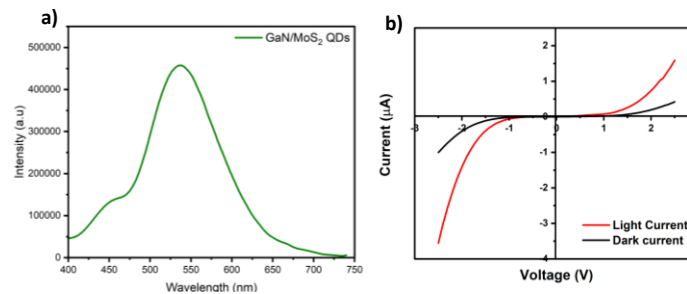 a)
GaN/MoS₂ QDs
500000
400000
300000
200000
100000
0
Intensity (a.u)
400 450 500 550 600 650 700 750
Wavelength (nm)
b)
2
1
0
-1
-2
-3
4
-3 -2 -1 0 1 2
Current (μA)
Light Current
Dark current
Voltage (V)